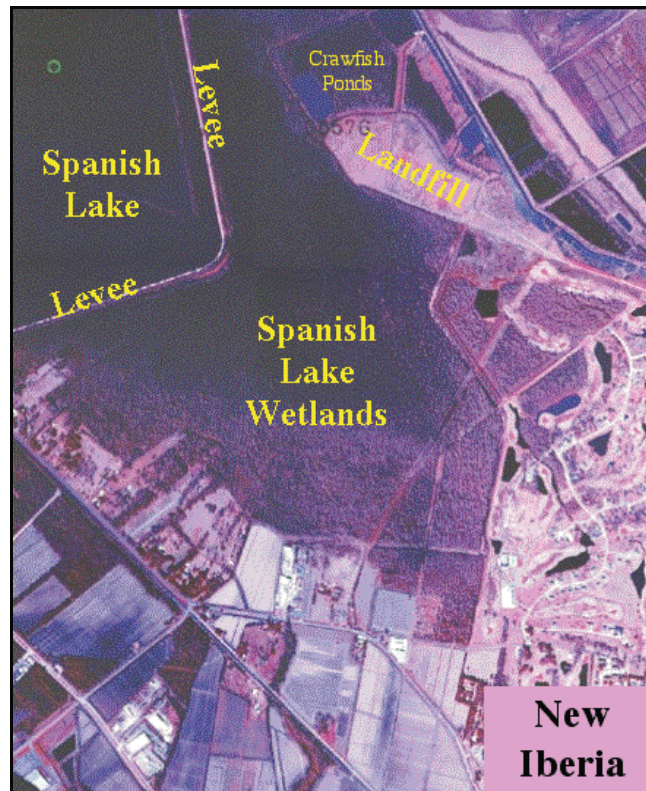 Crawfish
Ponds
Levee
Landfill
Spanish
Lake
Levee
Spanish
Lake
Wetlands
New
Iberia